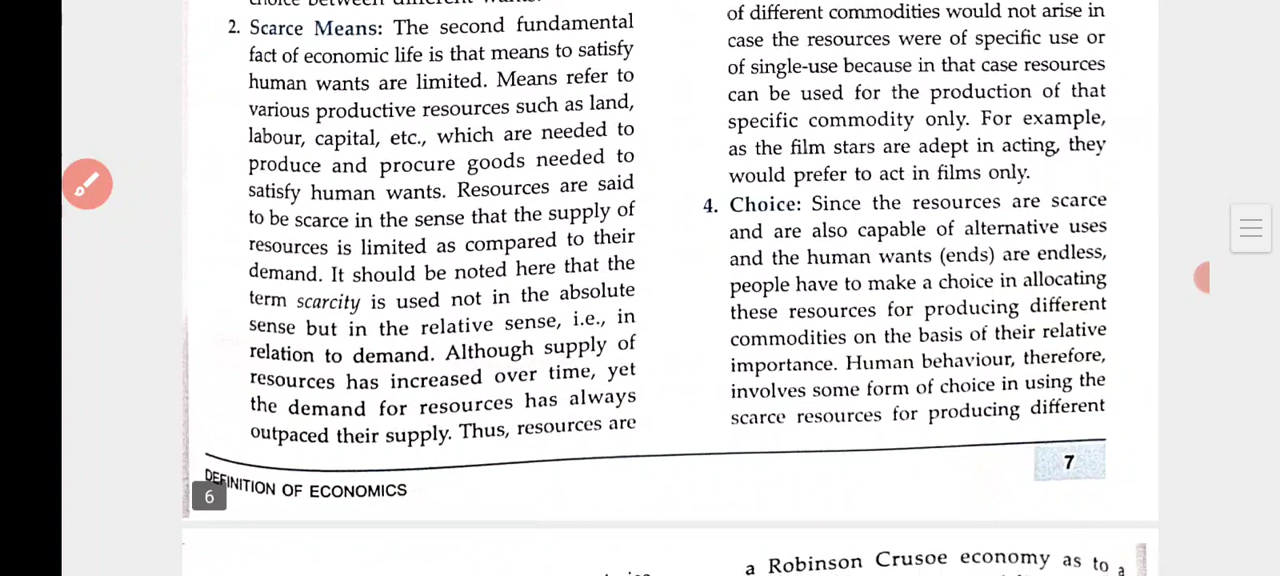 2. Scarce Means: The second fundamental
fact of economic life is that means to satisfy
human wants are limited. Means refer to
various productive resources such as land,
labour, capital, etc., which are needed to
produce and procure goods needed to
satisfy human wants. Resources are said
to be scarce in the sense that the supply of
resources is limited as compared to their
demand. It should be noted here that the
term scarcity is used not in the absolute
sense but in the relative sense, i.e., in
relation to demand. Although supply of
resources has increased over time, yet
the demand for resources has always
outpaced their supply. Thus, resources are
of different commodities would not arise in
case the resources were of specific use or
of single-use because in that case resources
can be used for the production of that
specific commodity only. For example,
as the film stars are adept in acting, they
would prefer to act in films only.
4. Choice: Since the resources are scarce
and are also capable of alternative uses
and the human wants (ends) are endless,
people have to make a choice in allocating
these resources for producing different
commodities on the basis of their relative
importance. Human behaviour, therefore,
involves some form of choice in using the
scarce resources for producing different
DEFINITION OF ECONOMICS
7
6
a Robinson Crusoe economy as to a